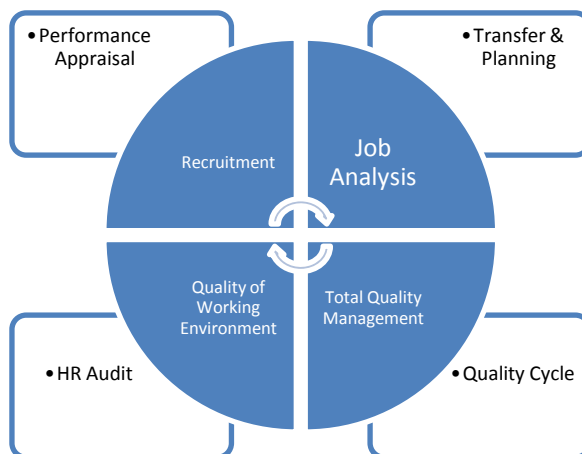 •Performance
Appraisal
•Transfer &
Planning
Recruitment
Job
Analysis
Quality of
Working
Environment
Total Quality
Management
•HR Audit
•Quality Cycle